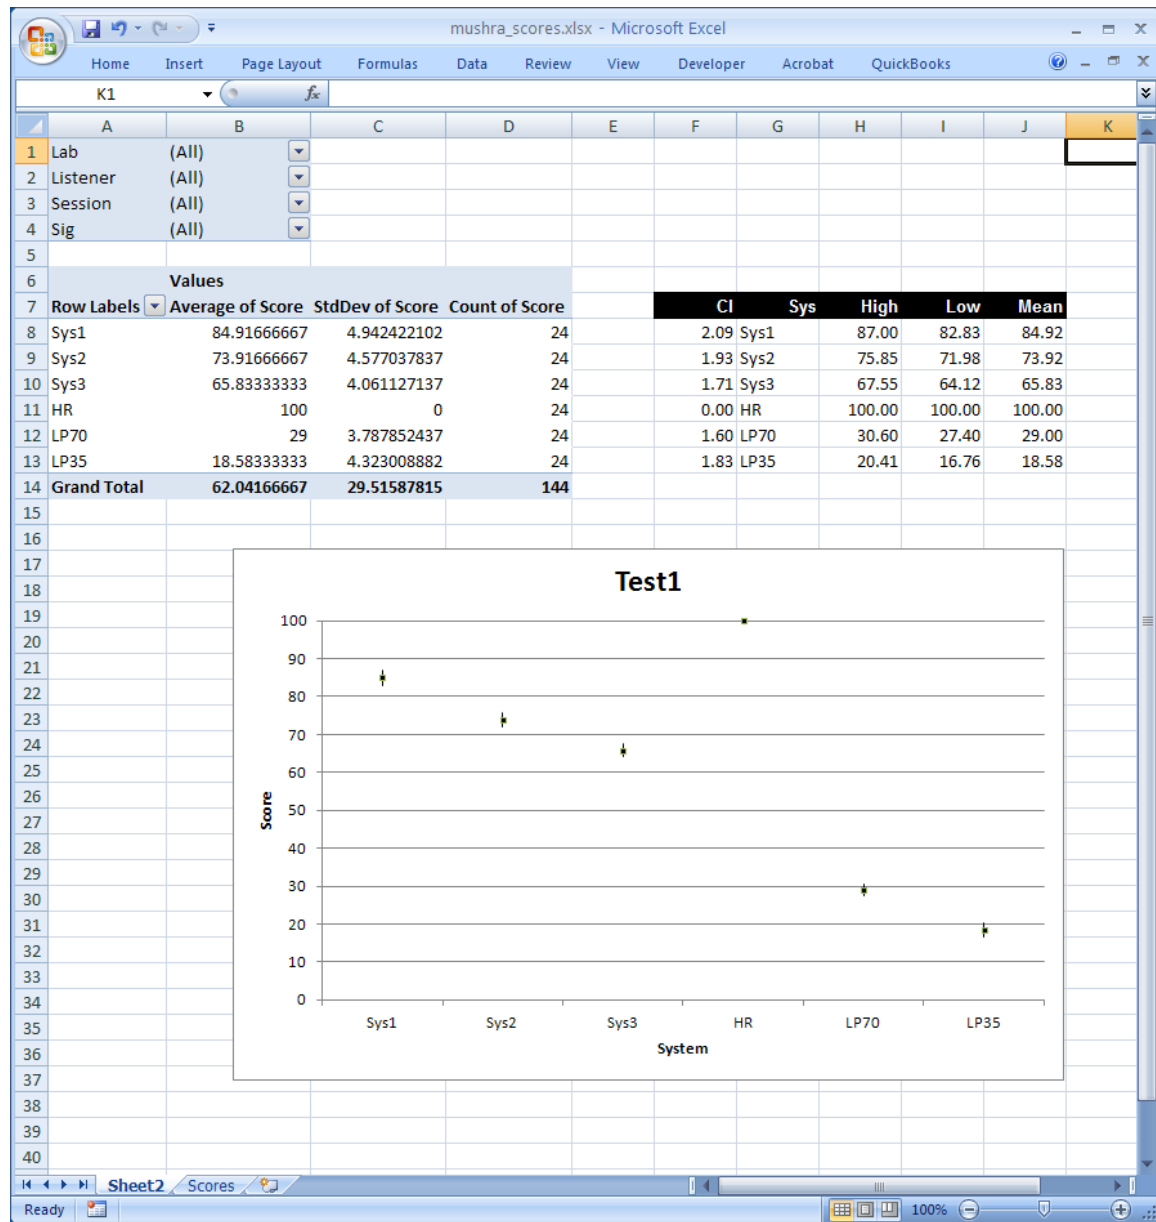 mushra_scores.xlsx - Microsoft Excel
Home Insert Page Layout Formulas Data Review View Developer Acrobat QuickBooks
K1 fx
A B C D E F G H I J K
1 Lab (All)
2 Listener (All)
3 Session (All)
4 Sig (All)
5
6 Values
7 Row Labels Average of Score StdDev of Score Count of Score CI Sys High Low Mean
8 Sys1 84.91666667 4.942422102 24 2.09 Sys1 87.00 82.83 84.92
9 Sys2 73.91666667 4.577037837 24 1.93 Sys2 75.85 71.98 73.92
10 Sys3 65.83333333 4.061127137 24 1.71 Sys3 67.55 64.12 65.83
11 HR 100 0 24 0.00 HR 100.00 100.00 100.00
12 LP70 29 3.787852437 24 1.60 LP70 30.60 27.40 29.00
13 LP35 18.58333333 4.323008882 24 1.83 LP35 20.41 16.76 18.58
14 Grand Total 62.04166667 29.51587815 144
15
16
17
18
19
20
21
22
23
24
25
26
27
28
29
30
31
32
33
34
35
36
37
38
39
40
Test1
100
90
80
70
60
50
40
30
20
10
0
Score
Sys1 Sys2 Sys3 HR LP70 LP35
System
Sheet2 Scores
Ready 100%